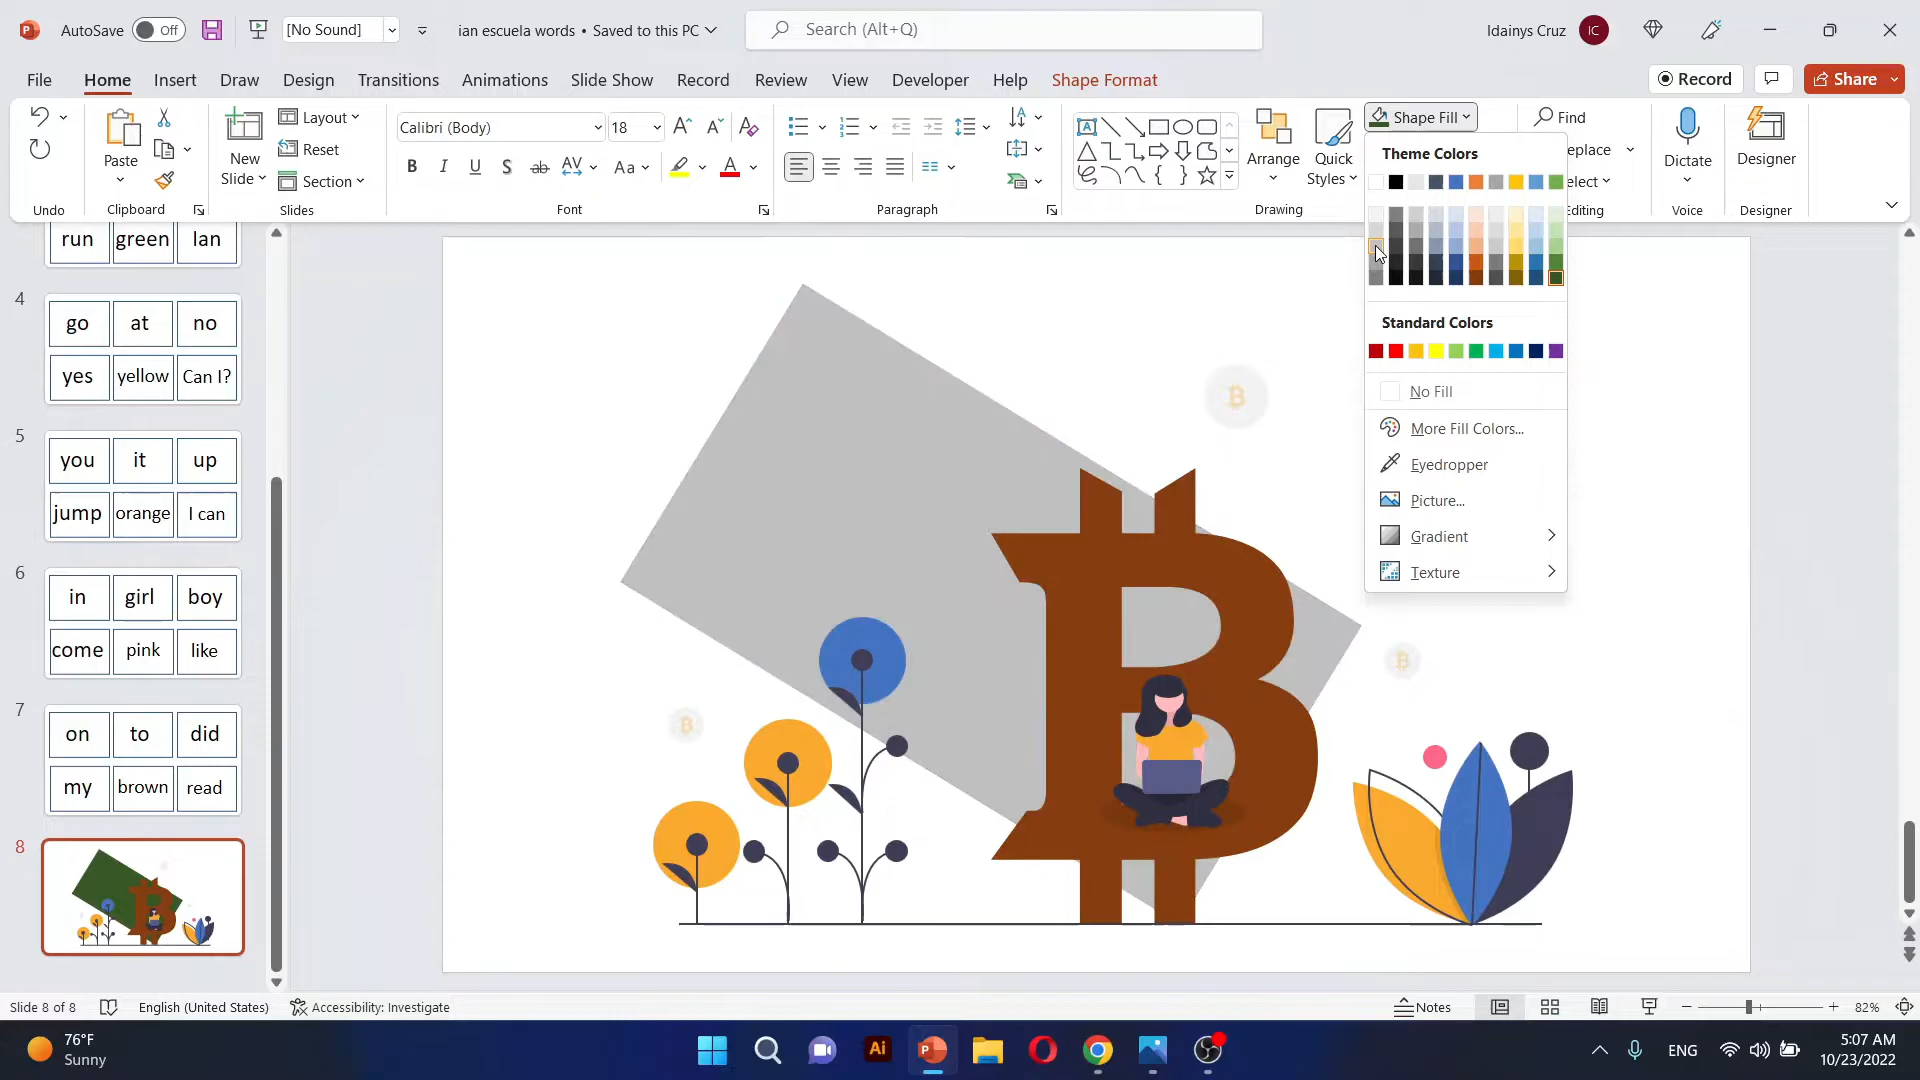 AutoSave Off [No Sound] ian escuela words • Saved to this PC Search (Alt+Q) Idainys Cruz IC
File Home Insert Draw Design Transitions Animations Slide Show Record Review View Developer Help Shape Format Record Share
Paste
New
Slide
Layout
Reset
Section
Calibri (Body) 18
Arrange
Quick
Styles
Shape Fill
Find
eplace
elect
Dictate
Designer
Undo Clipboard Slides Font Paragraph Drawing Editing Voice Designer
Theme Colors
Standard Colors
No Fill
More Fill Colors...
Eyedropper
Picture...
Gradient
Texture
run green Ian
4
go at no
yes yellow Can I?
5
you it up
jump orange I can
6
in girl boy
come pink like
7
on to did
my brown read
8
Slide 8 of 8 English (United States) Accessibility: Investigate Notes 82%
76°F
Sunny
Ai
ENG
5:07 AM
10/23/2022